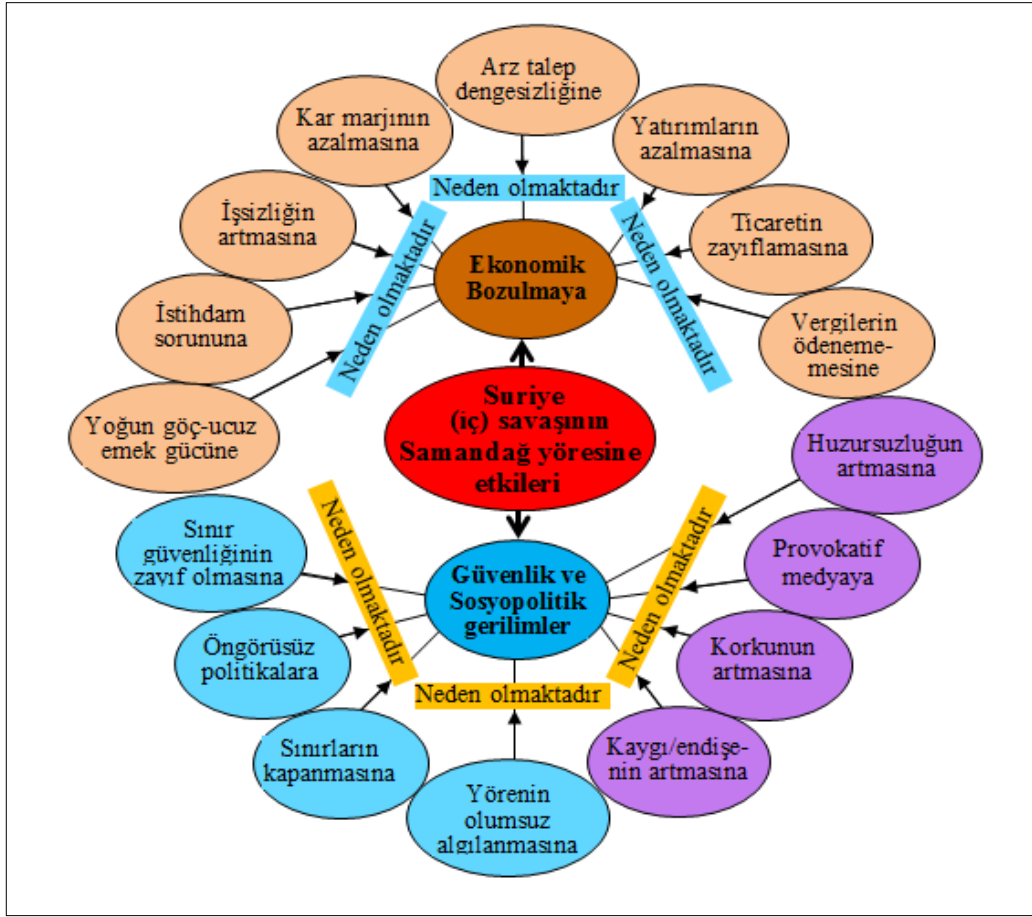 Arz talep
dengesizliğine
Kar marjının
azalmasına
Yatırımların
azalmasına
Neden olmaktadır
İşsizliğin
artmasına
Neden olmaktadır
Ekonomik
Bozulmaya
Neden olmaktadır
Ticaretin
zayıflamasına
İstihdam
sorununa
Vergilerin
ödeneme-
mesine
Yoğun göç-ucuz
emek gücüne
Suriye
(iç) savaşının
Samandağ yöresine
etkileri
Huzursuzluğun
artmasına
Sınır
güvenliğinin
zayıf olmasına
Neden olmaktadır
Güvenlik ve
Sosyopolitik
gerilimler
Neden olmaktadır
Provokatif
medyaya
Öngörüsüz
politikalara
Korkunun
artmasına
Neden olmaktadır
Sınırların
kapanmasına
Kaygı/endişe-
nin artmasına
Yörenin
olumsuz
algılanmasına